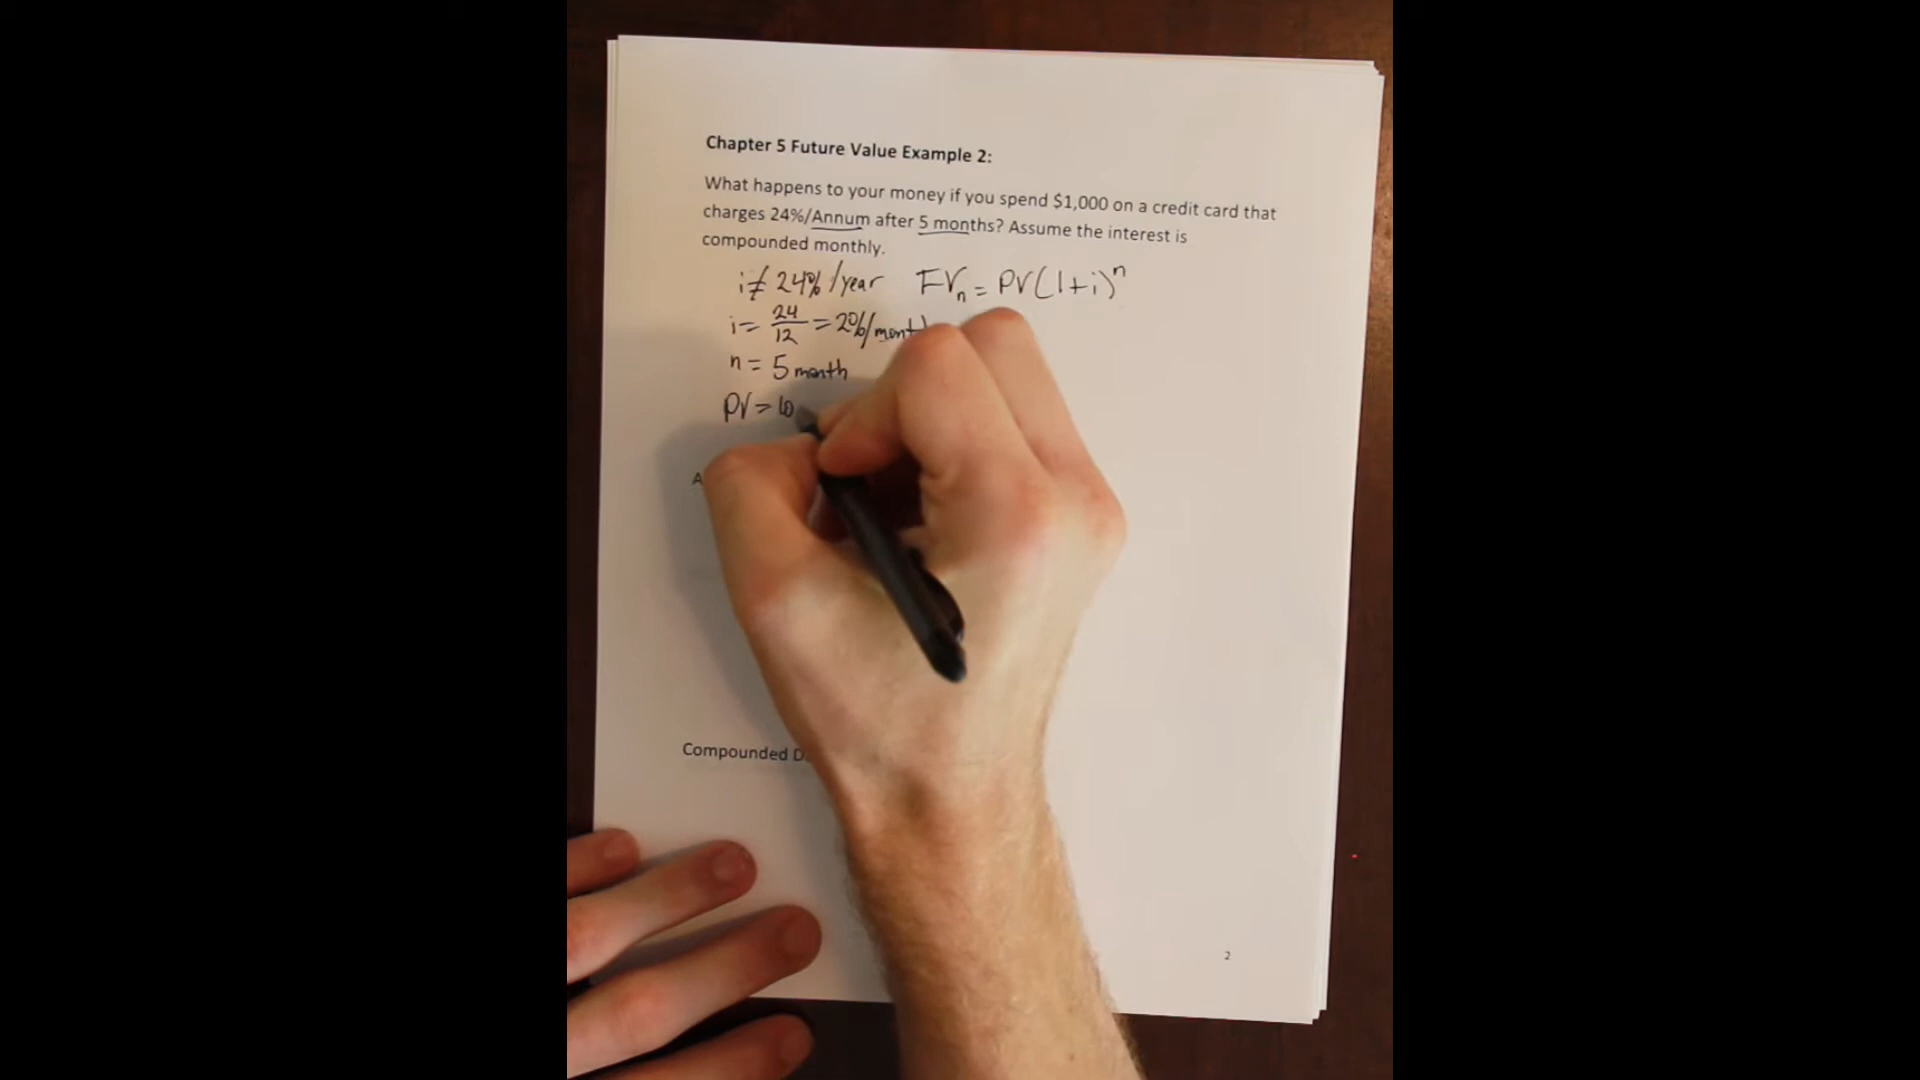 Chapter 5 Future Value Example 2:
What happens to your money if you spend $1,000 on a credit card that
charges 24%/Annum after 5 months? Assume the interest is
compounded monthly.
i≠ 24%/year FVₙ = PV(1+i)ⁿ
i= 24/12 = 2%/month
n = 5 month
PV = 10
A
Compounded D
2